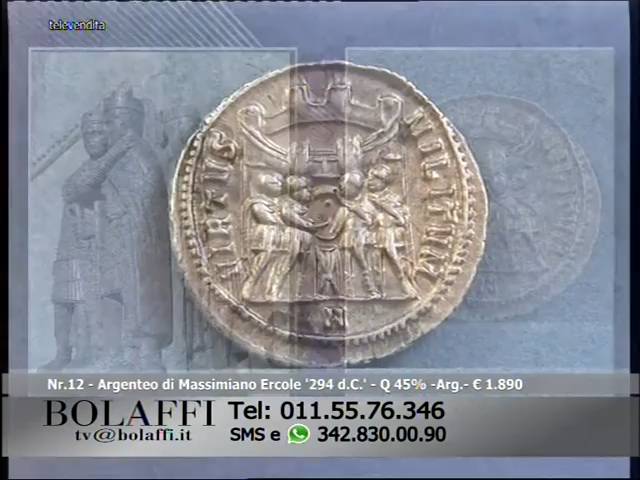 televendita
VIRTVS MILITVM
Nr.12 - Argenteo di Massimiano Ercole '294 d.C.' - Q 45% -Arg.- € 1.890
BOLAFFI
tv@bolaffi.it
Tel: 011.55.76.346
SMS e 342.830.00.90